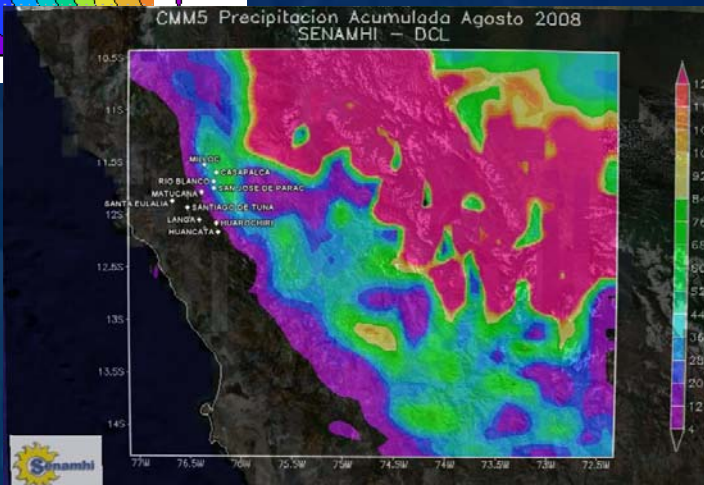 CMM5 Precipitación Acumulada Agosto 2008
SENAMHI – DCL
10.5S
11S
11.5S
12S
12.5S
13S
13.5S
14S
MILLOC
CASAPALCA
RIO BLANCO
SAN JOSE DE PARAC
MATUCANA
SANTA EULALIA
SANTIAGO DE TUNA
LANGA
HUAROCHIRI
HUANCATA
77W
76.5W
76W
75.5W
75W
74.5W
74W
73.5W
73W
72.5W
84
76
68
60
52
44
36
28
20
12
4
Senamhi